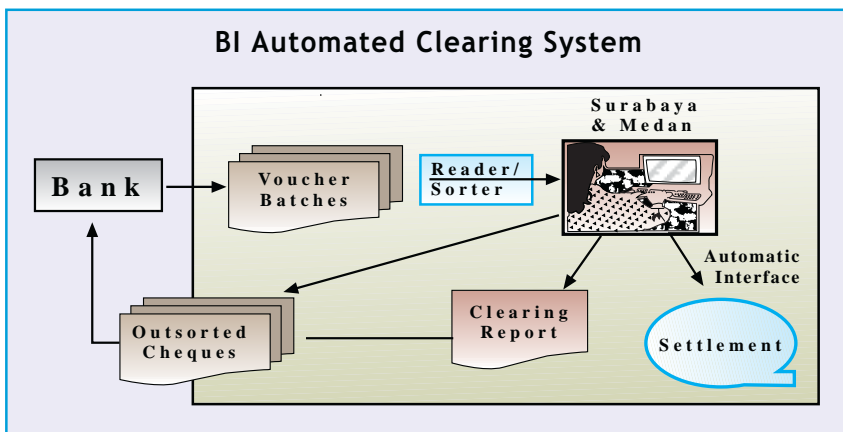 BI Automated Clearing System
Surabaya
& Medan
Bank
Voucher
Batches
Reader/
Sorter
Automatic
Interface
Outsorted
Cheques
Clearing
Report
Settlement